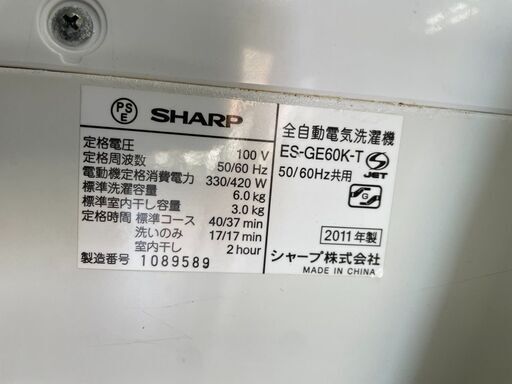 PS
E
SHARP
定格電圧 100 V
定格周波数 50/60 Hz
電動機定格消費電力 330/420 W
標準洗濯容量 6.0kg
標準室内干し容量 3.0kg
定格時間 標準コース 40/37 min
洗いのみ 17/17 min
室内干し 2 hour
製造番号 1089589
全自動電気洗濯機
ES-GE60K-T
50/60Hz共用
S
JET
G
2011年製
シャープ株式会社
MADE IN CHINA